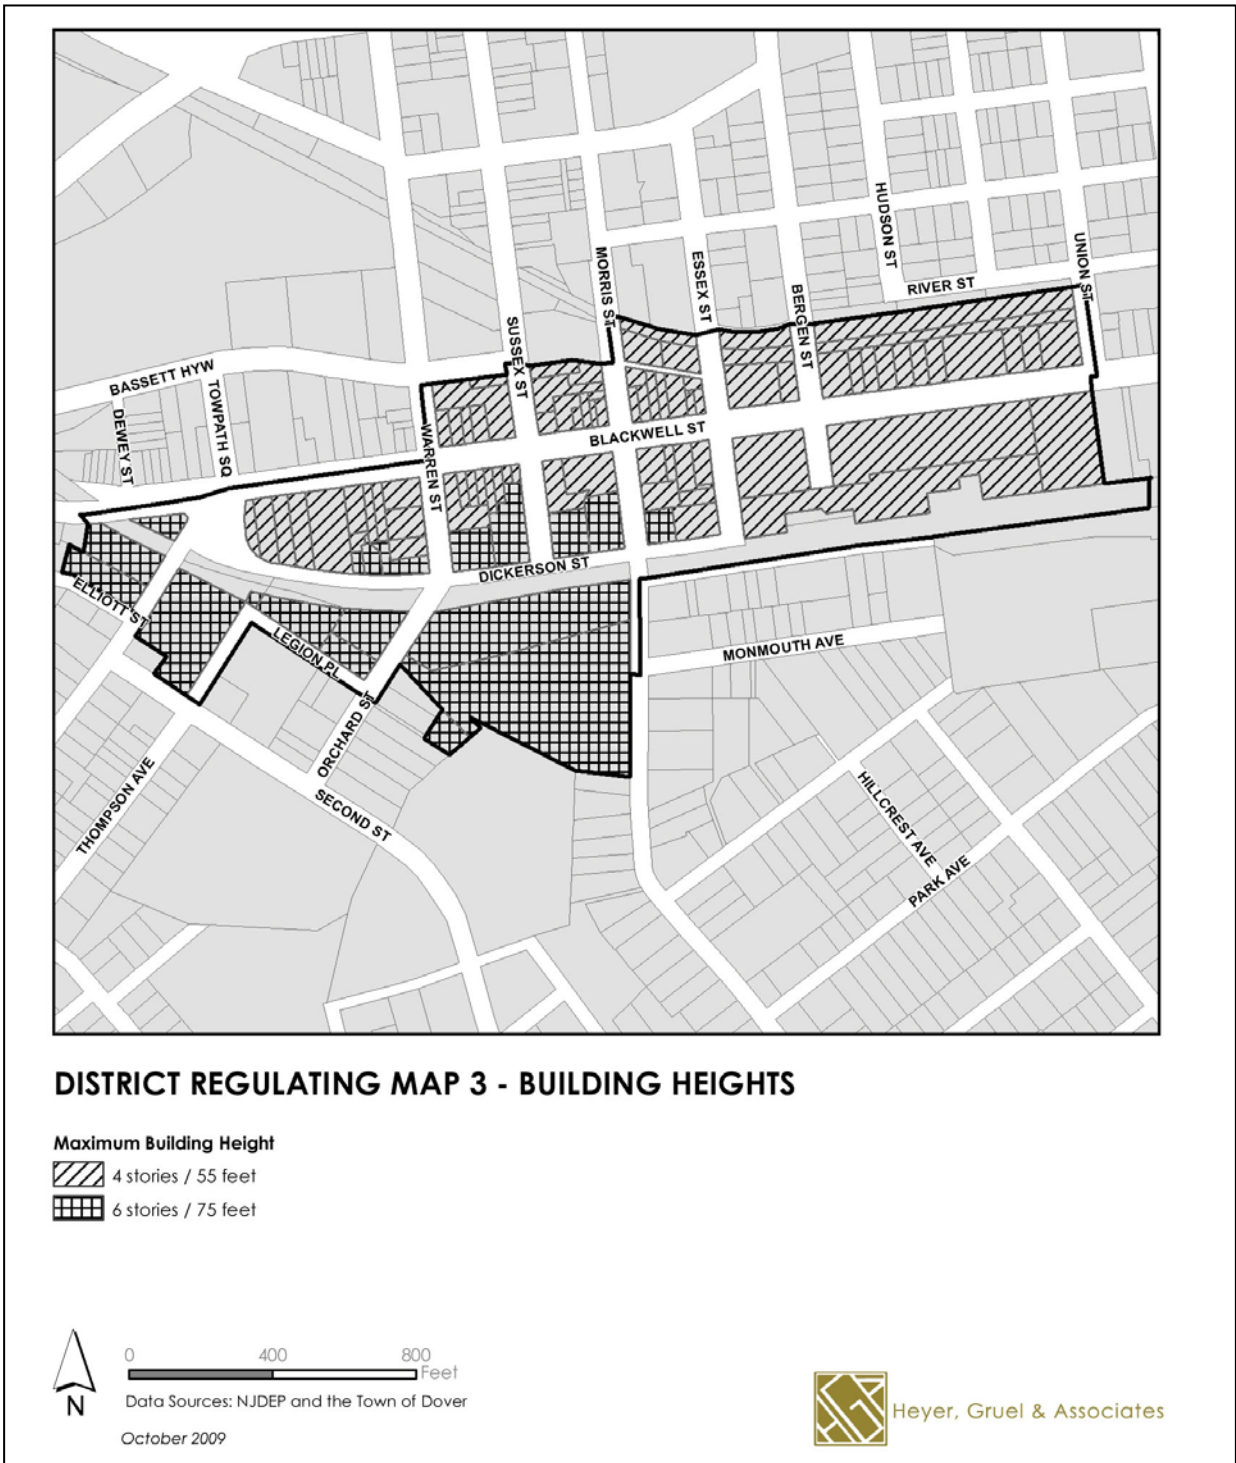 HUDSON ST
UNION ST
MORRIS ST
ESSEX ST
RIVER ST
BERGEN ST
SUSSEX ST
BASSETT HYW
TOWPATH SQ
DEWEY ST
WARREN ST
BLACKWELL ST
DICKERSON ST
ELLIOTT ST
LEGION PL
MONMOUTH AVE
ORCHARD ST
THOMPSON AVE
SECOND ST
HILLCREST AVE
PARK AVE
DISTRICT REGULATING MAP 3 - BUILDING HEIGHTS
Maximum Building Height
4 stories / 55 feet
6 stories / 75 feet
0 400 800
Feet
N
Data Sources: NJDEP and the Town of Dover
October 2009
Heyer, Gruel & Associates